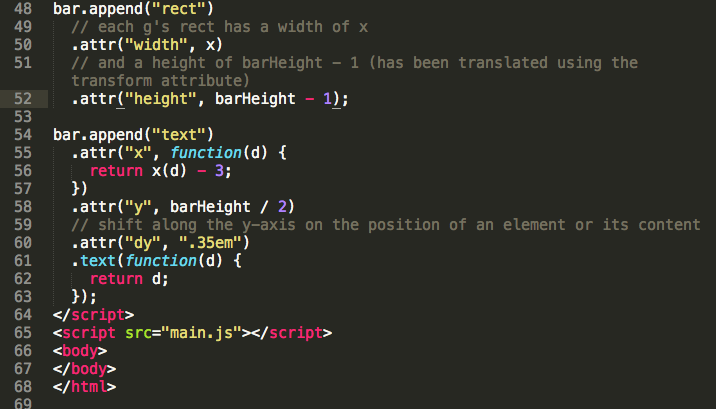 48 bar.append("rect")
49 // each g's rect has a width of x
50 .attr("width", x)
51 // and a height of barHeight - 1 (has been translated using the
transform attribute)
52 .attr("height", barHeight - 1);
53
54 bar.append("text")
55 .attr("x", function(d) {
56 return x(d) - 3;
57 })
58 .attr("y", barHeight / 2)
59 // shift along the y-axis on the position of an element or its content
60 .attr("dy", ".35em")
61 .text(function(d) {
62 return d;
63 });
64 </script>
65 <script src="main.js"></script>
66 <body>
67 </body>
68 </html>
69